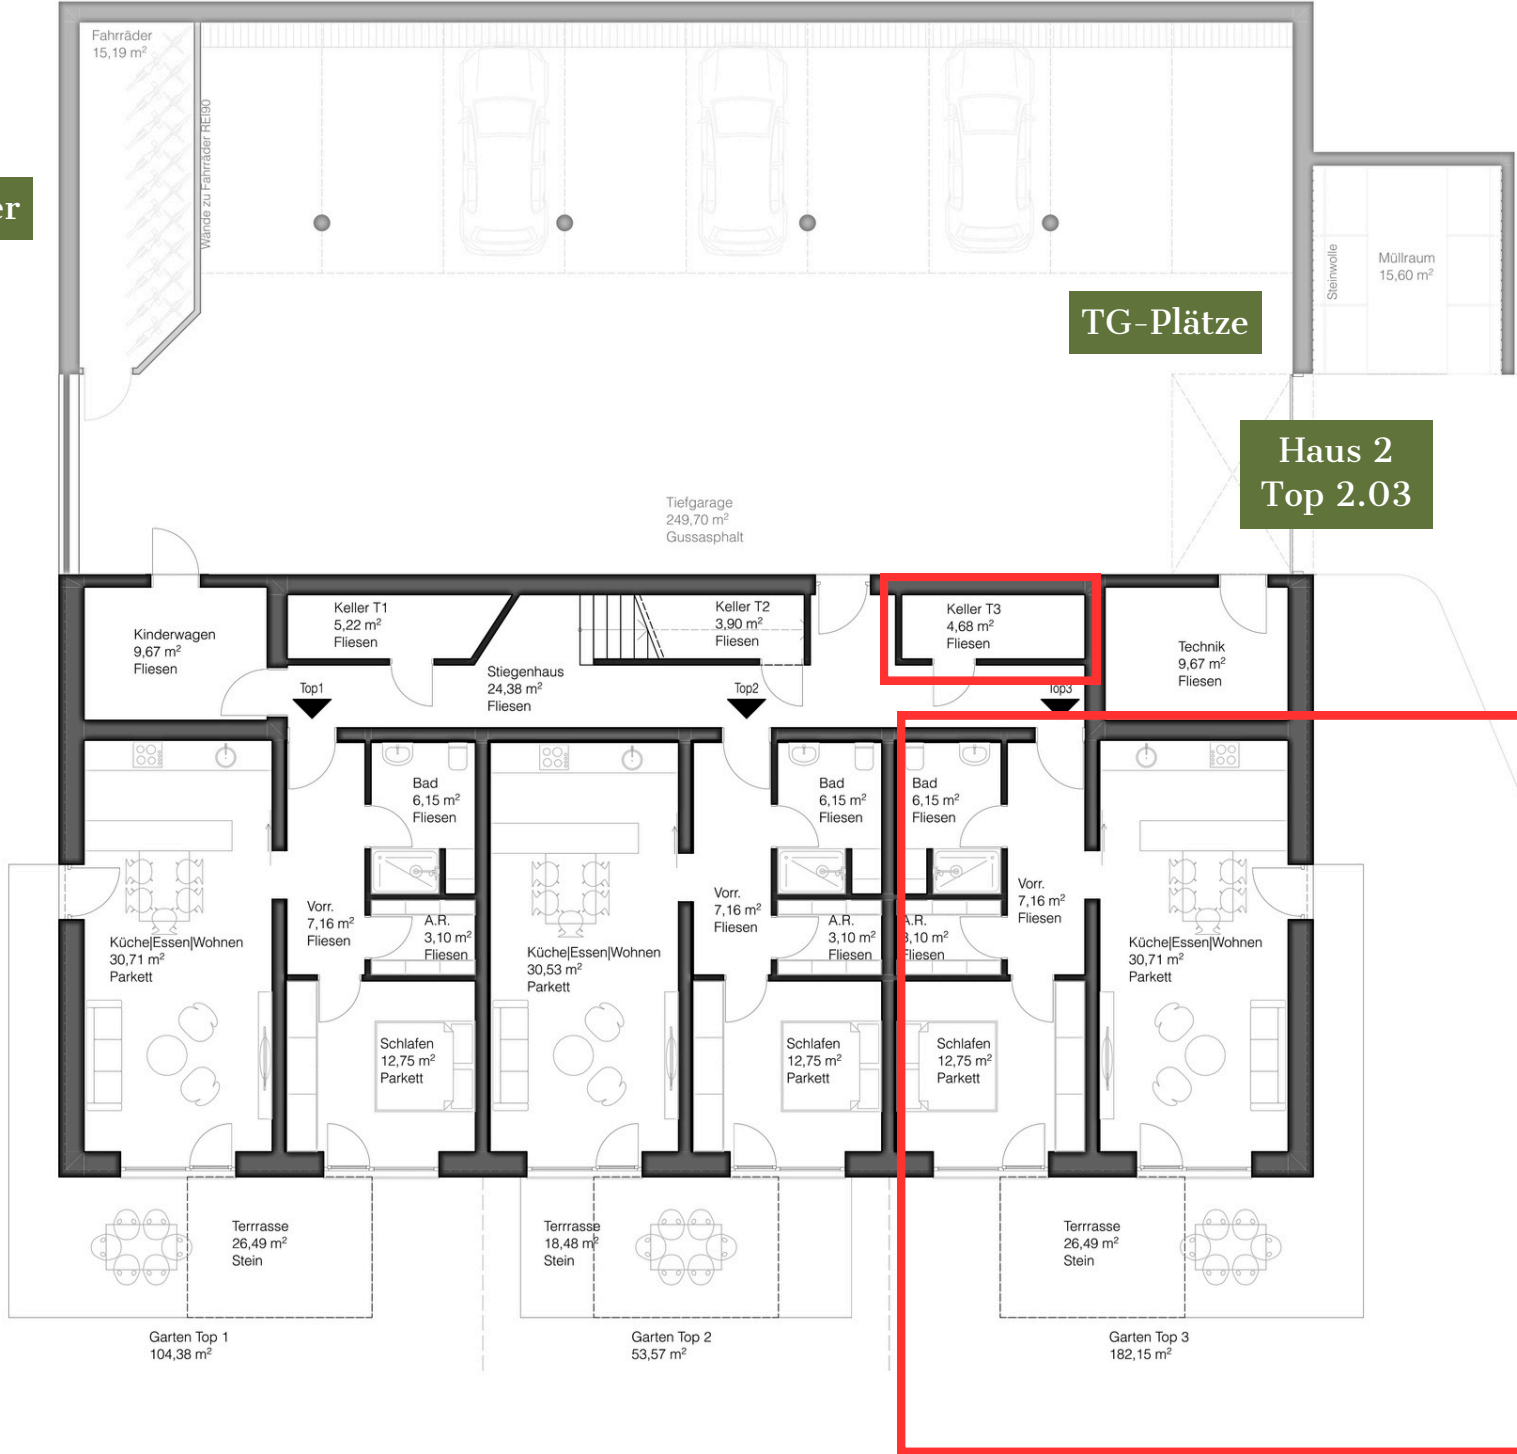 Fahrräder
15,19 m²
Wände zu Fahrräder REI90
er
Steinwolle
Müllraum
15,60 m²
TG-Plätze
Haus 2
Top 2.03
Tiefgarage
249,70 m²
Gussasphalt
Kinderwagen
9,67 m²
Fliesen
Keller T1
5,22 m²
Fliesen
Stiegenhaus
24,38 m²
Fliesen
Keller T2
3,90 m²
Fliesen
Keller T3
4,68 m²
Fliesen
Technik
9,67 m²
Fliesen
Top1
Top2
Top3
Bad
6,15 m²
Fliesen
Bad
6,15 m²
Fliesen
Bad
6,15 m²
Fliesen
Vorr.
7,16 m²
Fliesen
A.R.
3,10 m²
Fliesen
Vorr.
7,16 m²
Fliesen
A.R.
3,10 m²
Fliesen
A.R.
3,10 m²
Fliesen
Vorr.
7,16 m²
Fliesen
Küche|Essen|Wohnen
30,71 m²
Parkett
Küche|Essen|Wohnen
30,53 m²
Parkett
Küche|Essen|Wohnen
30,71 m²
Parkett
Schlafen
12,75 m²
Parkett
Schlafen
12,75 m²
Parkett
Schlafen
12,75 m²
Parkett
Terrrasse
26,49 m²
Stein
Terrrasse
18,48 m²
Stein
Terrrasse
26,49 m²
Stein
Garten Top 1
104,38 m²
Garten Top 2
53,57 m²
Garten Top 3
182,15 m²